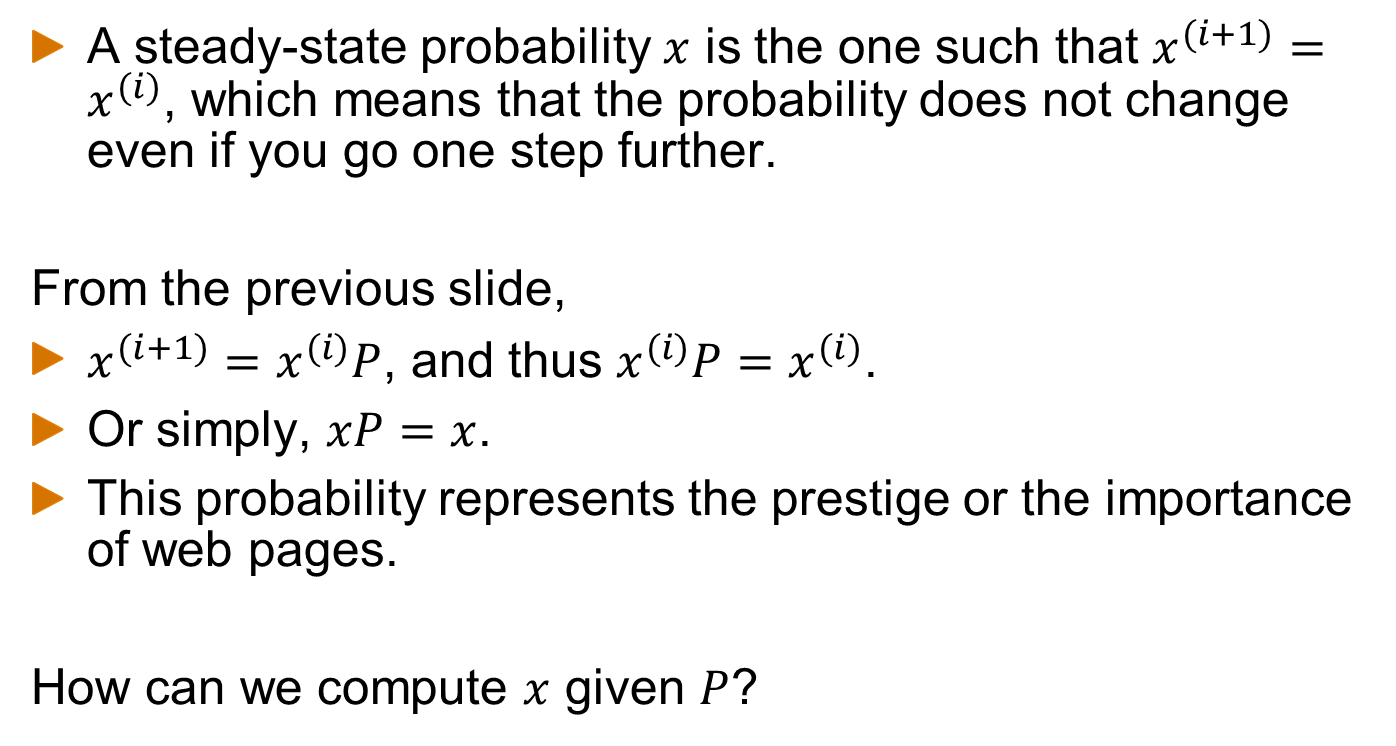 ► A steady-state probability 𝑥 is the one such that 𝑥⁽ⁱ⁺¹⁾ =
𝑥⁽ⁱ⁾, which means that the probability does not change
even if you go one step further.
From the previous slide,
► 𝑥⁽ⁱ⁺¹⁾ = 𝑥⁽ⁱ⁾𝑃, and thus 𝑥⁽ⁱ⁾𝑃 = 𝑥⁽ⁱ⁾.
► Or simply, 𝑥𝑃 = 𝑥.
► This probability represents the prestige or the importance
of web pages.
How can we compute 𝑥 given 𝑃?